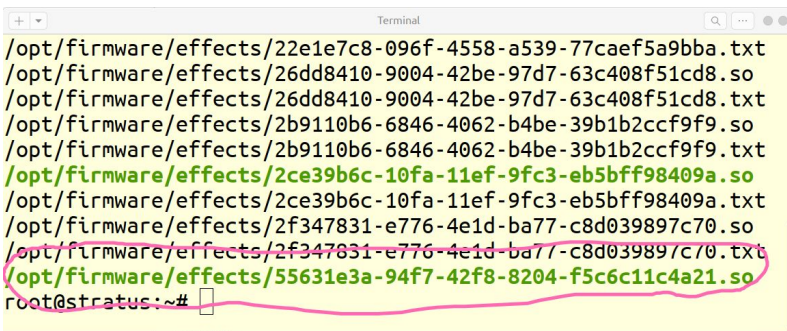 Terminal
/opt/firmware/effects/22e1e7c8-096f-4558-a539-77caef5a9bba.txt
/opt/firmware/effects/26dd8410-9004-42be-97d7-63c408f51cd8.so
/opt/firmware/effects/26dd8410-9004-42be-97d7-63c408f51cd8.txt
/opt/firmware/effects/2b9110b6-6846-4062-b4be-39b1b2ccf9f9.so
/opt/firmware/effects/2b9110b6-6846-4062-b4be-39b1b2ccf9f9.txt
/opt/firmware/effects/2ce39b6c-10fa-11ef-9fc3-eb5bff98409a.so
/opt/firmware/effects/2ce39b6c-10fa-11ef-9fc3-eb5bff98409a.txt
/opt/firmware/effects/2f347831-e776-4e1d-ba77-c8d039897c70.so
/opt/firmware/effects/2f347831-e776-4e1d-ba77-c8d039897c70.txt
/opt/firmware/effects/55631e3a-94f7-42f8-8204-f5c6c11c4a21.so
root@stratus:~#